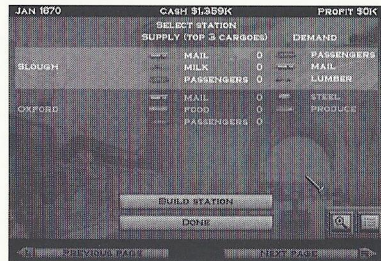 JAN 1670 CASH $1,359K PROFIT $0K
SELECT STATION
SUPPLY (TOP 3 CARGOES) DEMAND
SLOUGH
MAIL 0 PASSENGERS
MILK 0 MAIL
PASSENGERS 0 LUMBER
OXFORD
MAIL 0 STEEL
FOOD 0 PRODUCE
PASSENGERS 0
BUILD STATION
DONE
PREVIOUS PAGE NEXT PAGE